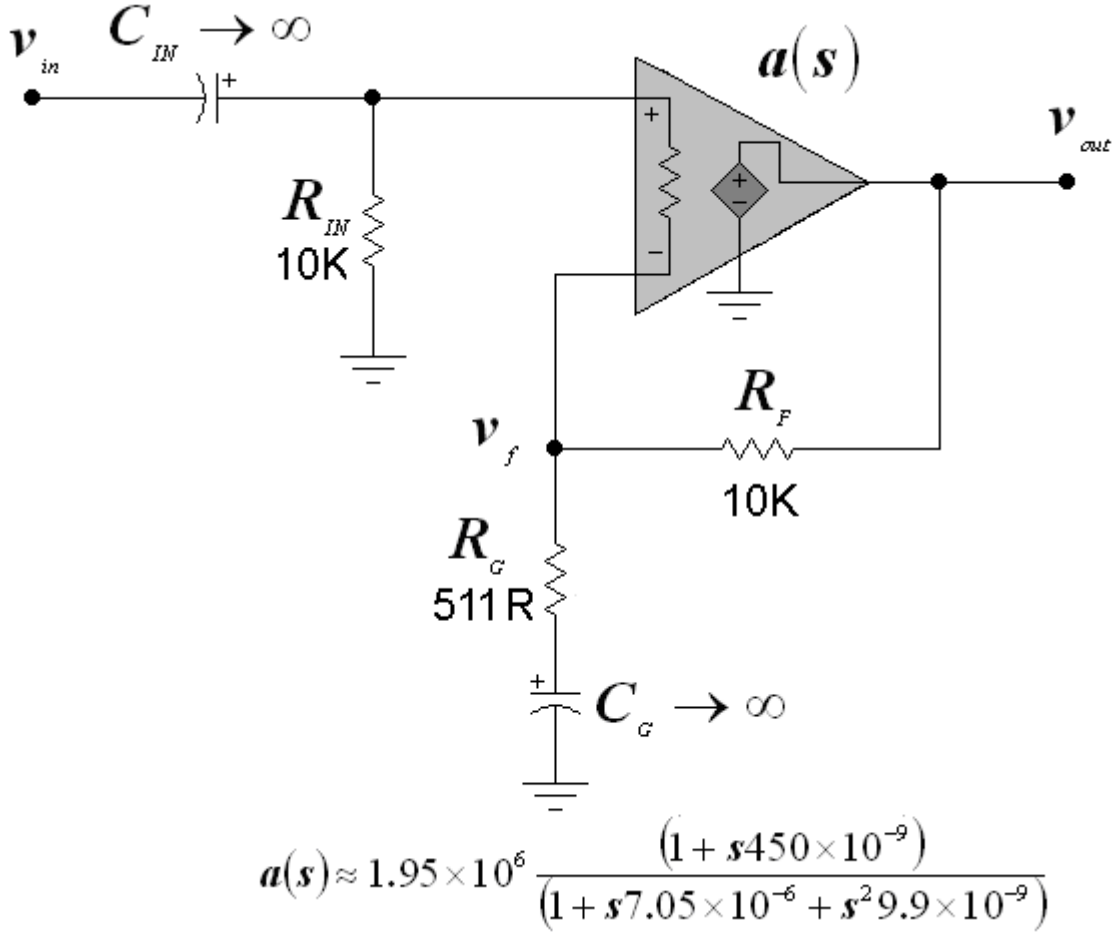 C_IN → ∞
v_in
a(s)
v_out
+
+
−
+
−
R_IN
10K
R_F
10K
v_f
R_G
511R
+
C_G → ∞
a(s) ≈ 1.95 × 10^6 (1 + s450 × 10^-9) / (1 + s7.05 × 10^-6 + s^2 9.9 × 10^-9)